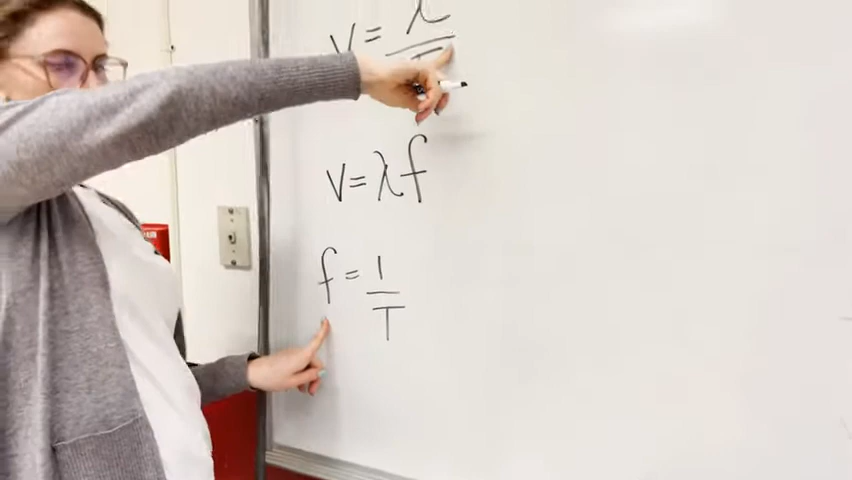 v = λ/T
v = λf
f = 1/T